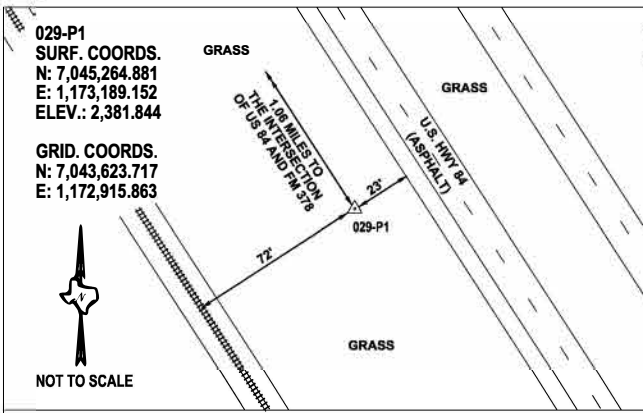 029-P1
SURF. COORDS.
N: 7,045,264.881
E: 1,173,189.152
ELEV.: 2,381.844
GRID. COORDS.
N: 7,043,623.717
E: 1,172,915.863
N
NOT TO SCALE
GRASS
1.06 MILES TO
THE INTERSECTION
OF US 84 AND FM 378
GRASS
U.S. HWY 84
(ASPHALT)
23'
029-P1
72'
GRASS